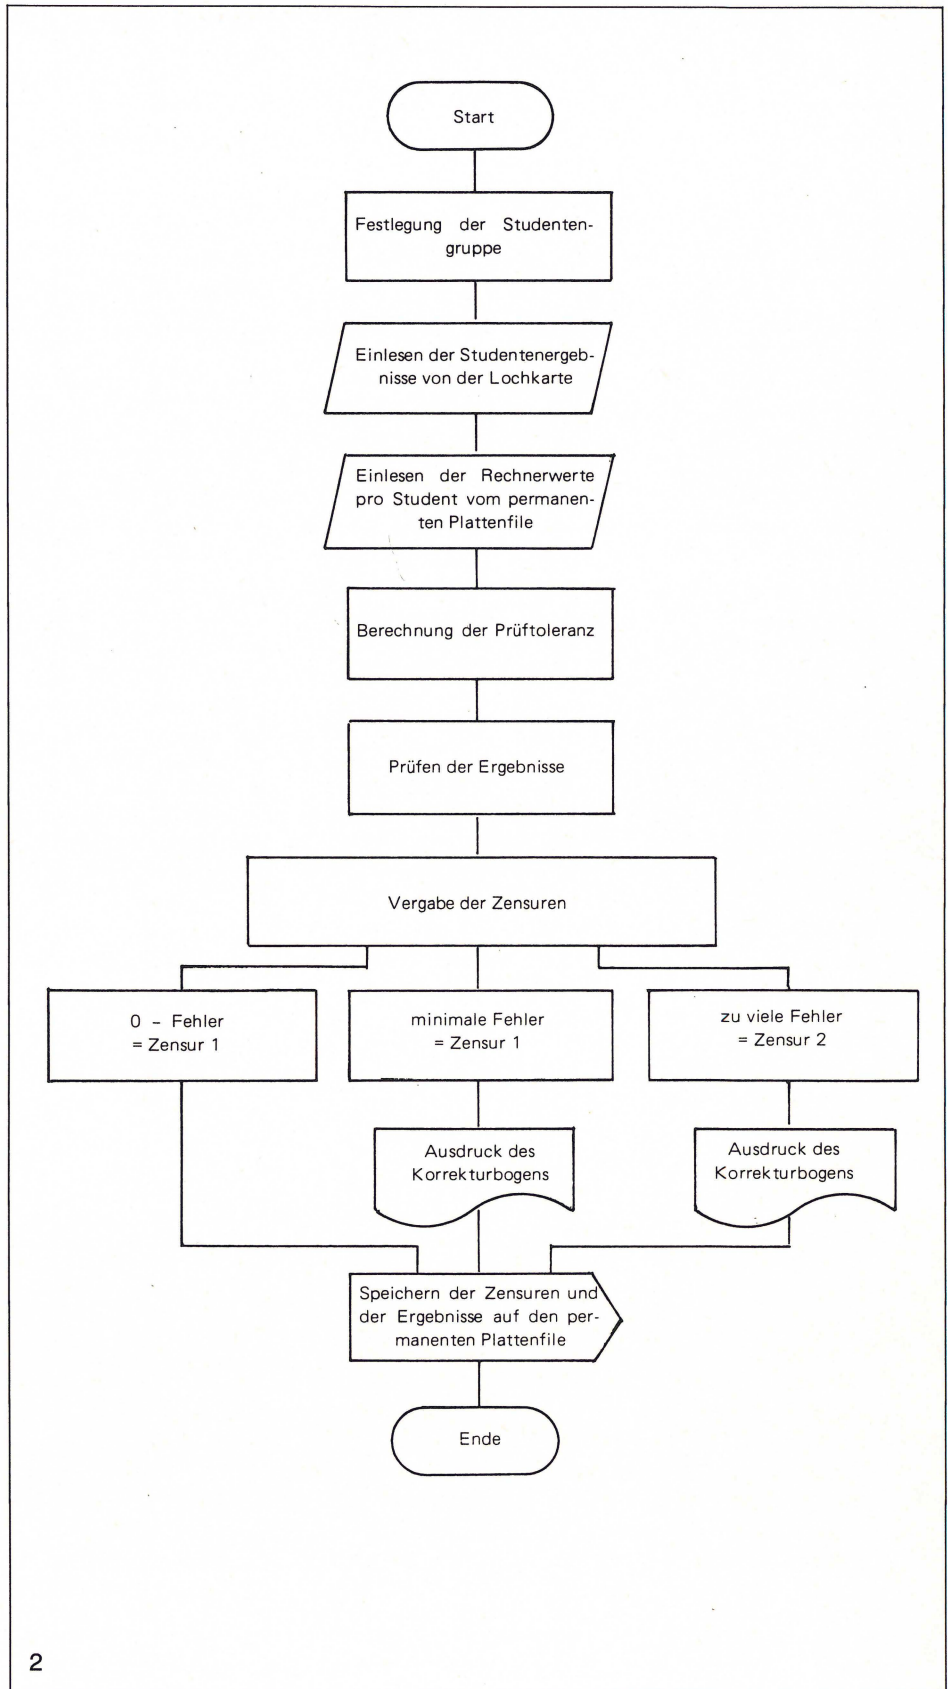 Start
Festlegung der Studenten-
gruppe
Einlesen der Studentenergeb-
nisse von der Lochkarte
Einlesen der Rechnerwerte
pro Student vom permanen-
ten Plattenfile
Berechnung der Prüftoleranz
Prüfen der Ergebnisse
Vergabe der Zensuren
0 - Fehler
= Zensur 1
minimale Fehler
= Zensur 1
zu viele Fehler
= Zensur 2
Ausdruck des
Korrekturbogens
Ausdruck des
Korrekturbogens
Speichern der Zensuren und
der Ergebnisse auf den per-
manenten Plattenfile
Ende
2